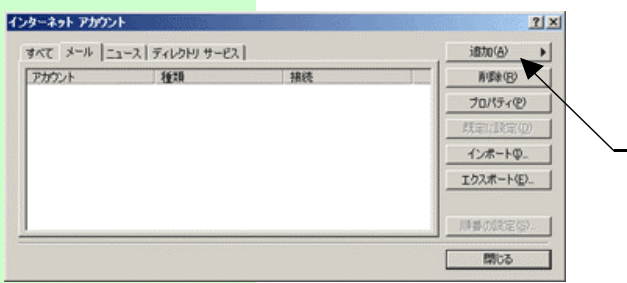 インターネット アカウント
すべて メール ニュース ディレクトリ サービス
アカウント 種類 接続
追加(A)
削除(R)
プロパティ(P)
既定に設定(D)
インポート(I)...
エクスポート(E)...
順番の設定(S)...
閉じる